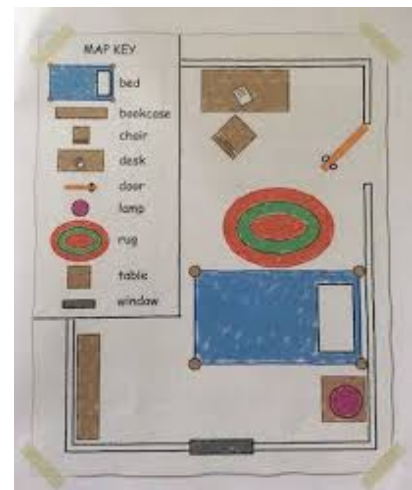 MAP KEY
bed
bookcase
chair
desk
door
lamp
rug
table
window